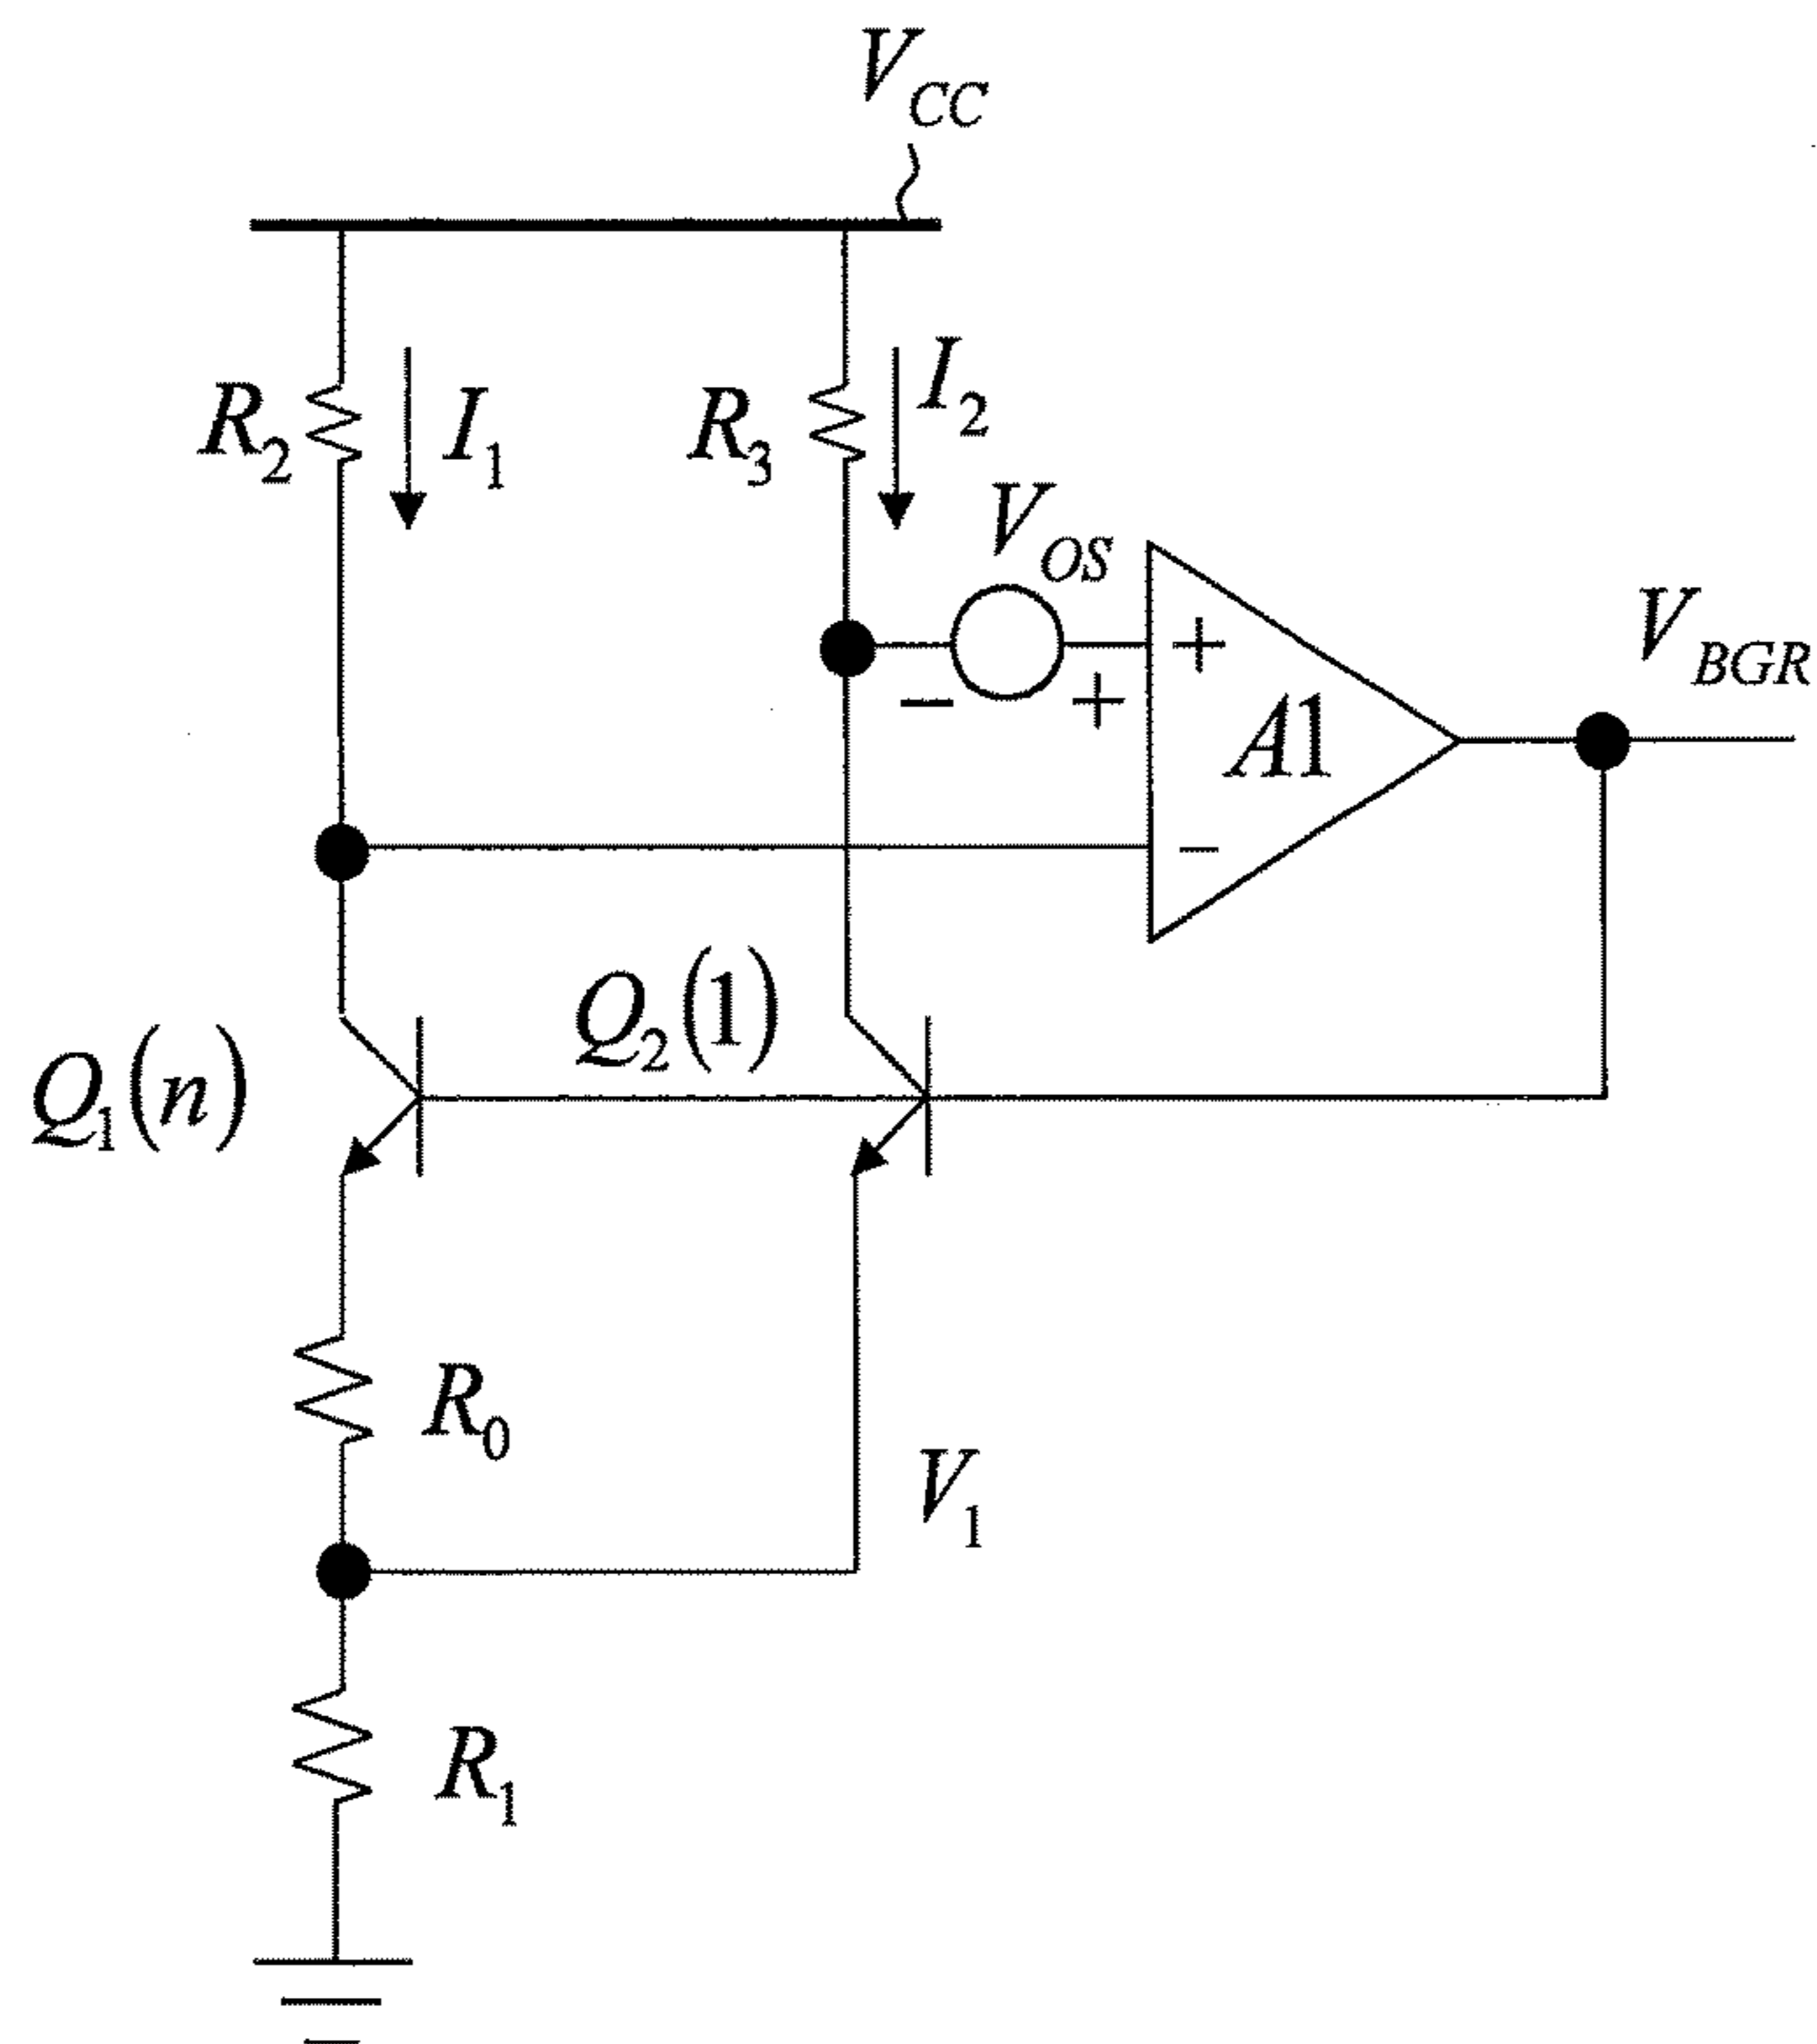 V_CC
R_2
I_1
R_3
I_2
V_OS
− +
+
A1
−
V_BGR
Q_1(n)
Q_2(1)
R_0
V_1
R_1